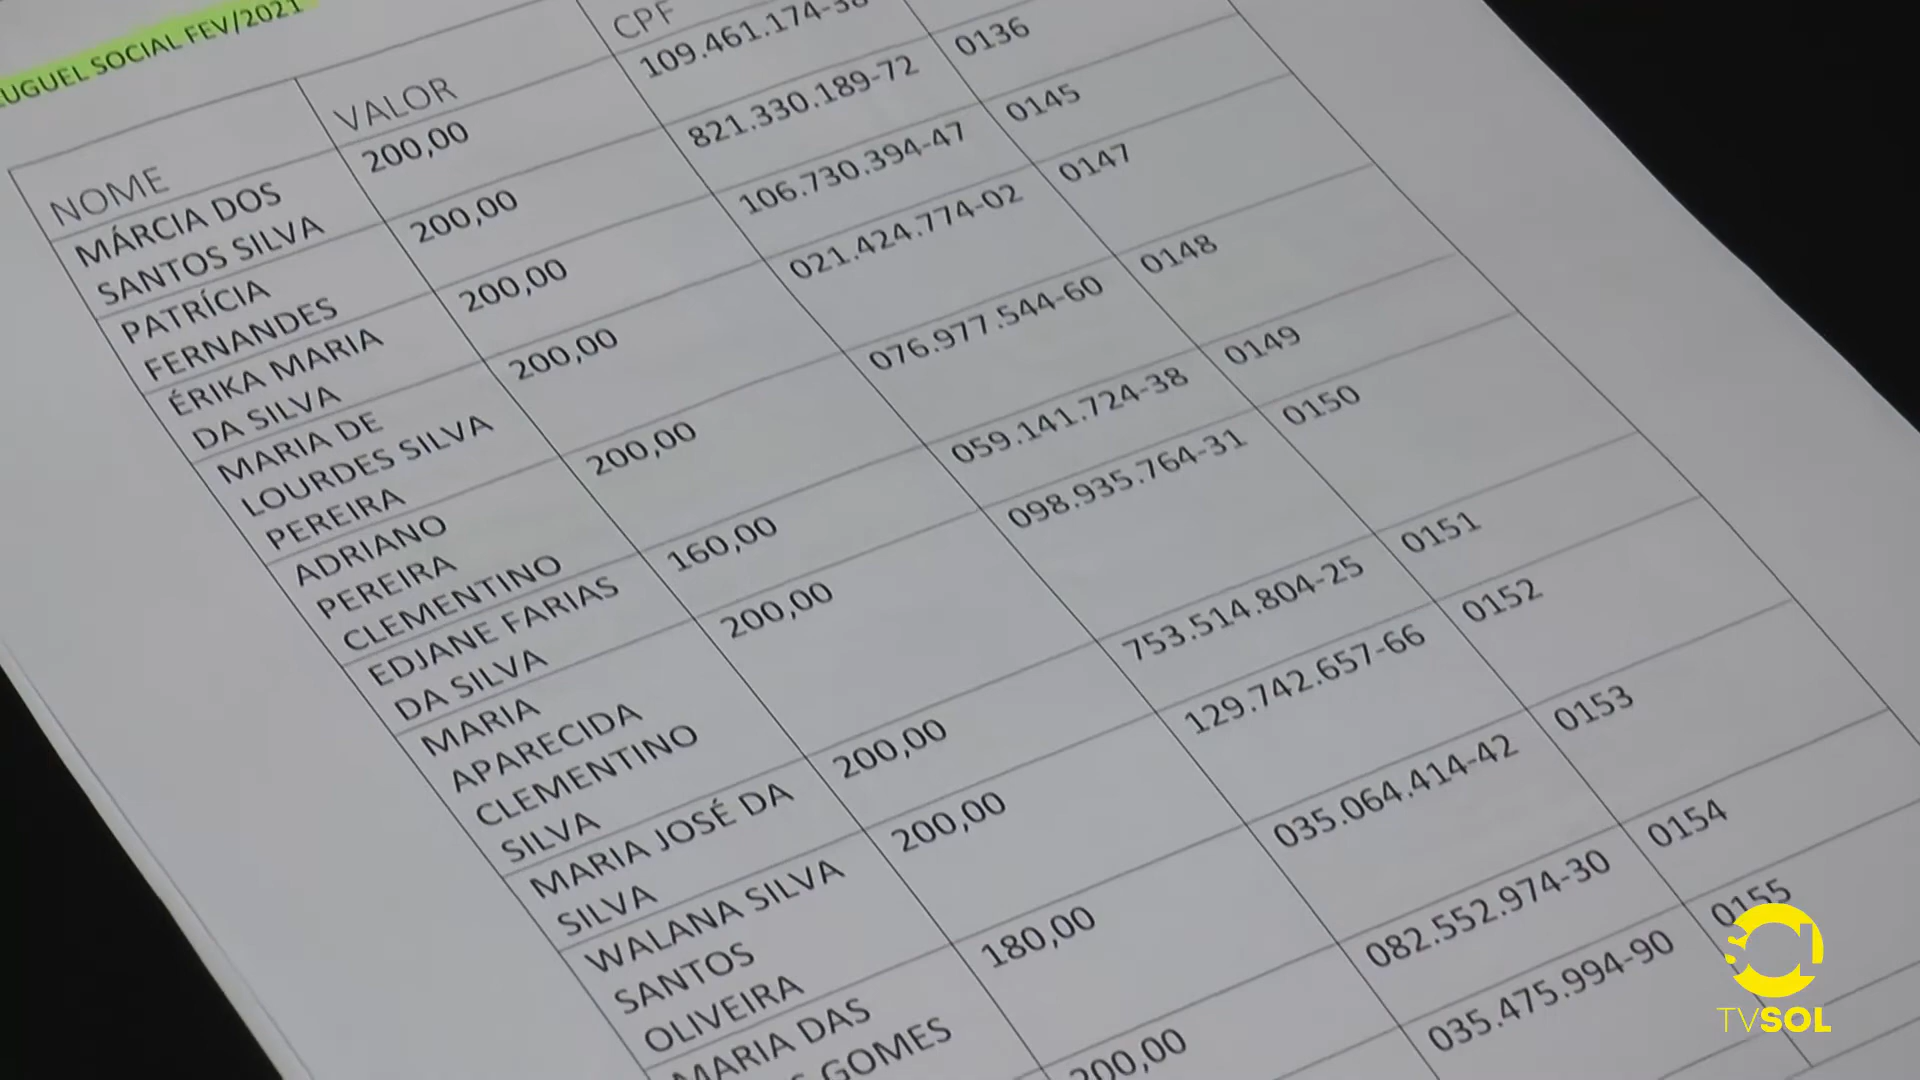 UGUEL SOCIAL FEV/2021
NOME VALOR CPF
MÁRCIA DOS SANTOS SILVA 200,00 109.461.174-38 0136
PATRÍCIA FERNANDES 200,00 821.330.189-72 0145
ÉRIKA MARIA DA SILVA 200,00 106.730.394-47 0147
MARIA DE LOURDES SILVA PEREIRA 200,00 021.424.774-02 0148
ADRIANO PEREIRA CLEMENTINO 200,00 076.977.544-60 0149
EDJANE FARIAS DA SILVA 160,00 059.141.724-38 0150
MARIA APARECIDA CLEMENTINO SILVA 200,00 098.935.764-31 0151
MARIA JOSÉ DA SILVA 200,00 753.514.804-25 0152
WALANA SILVA SANTOS OLIVEIRA 200,00 129.742.657-66 0153
MARIA DAS GOMES 180,00 035.064.414-42 0154
200,00 082.552.974-30 0155
035.475.994-90
TVSOL